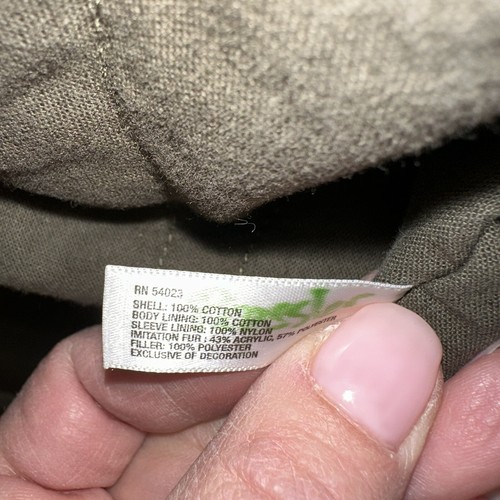 RN 54023
SHELL: 100% COTTON
BODY LINING: 100% COTTON
SLEEVE LINING: 100% NYLON
IMITATION FUR : 43% ACRYLIC, 57% POLYESTER
FILLER: 100% POLYESTER
EXCLUSIVE OF DECORATION